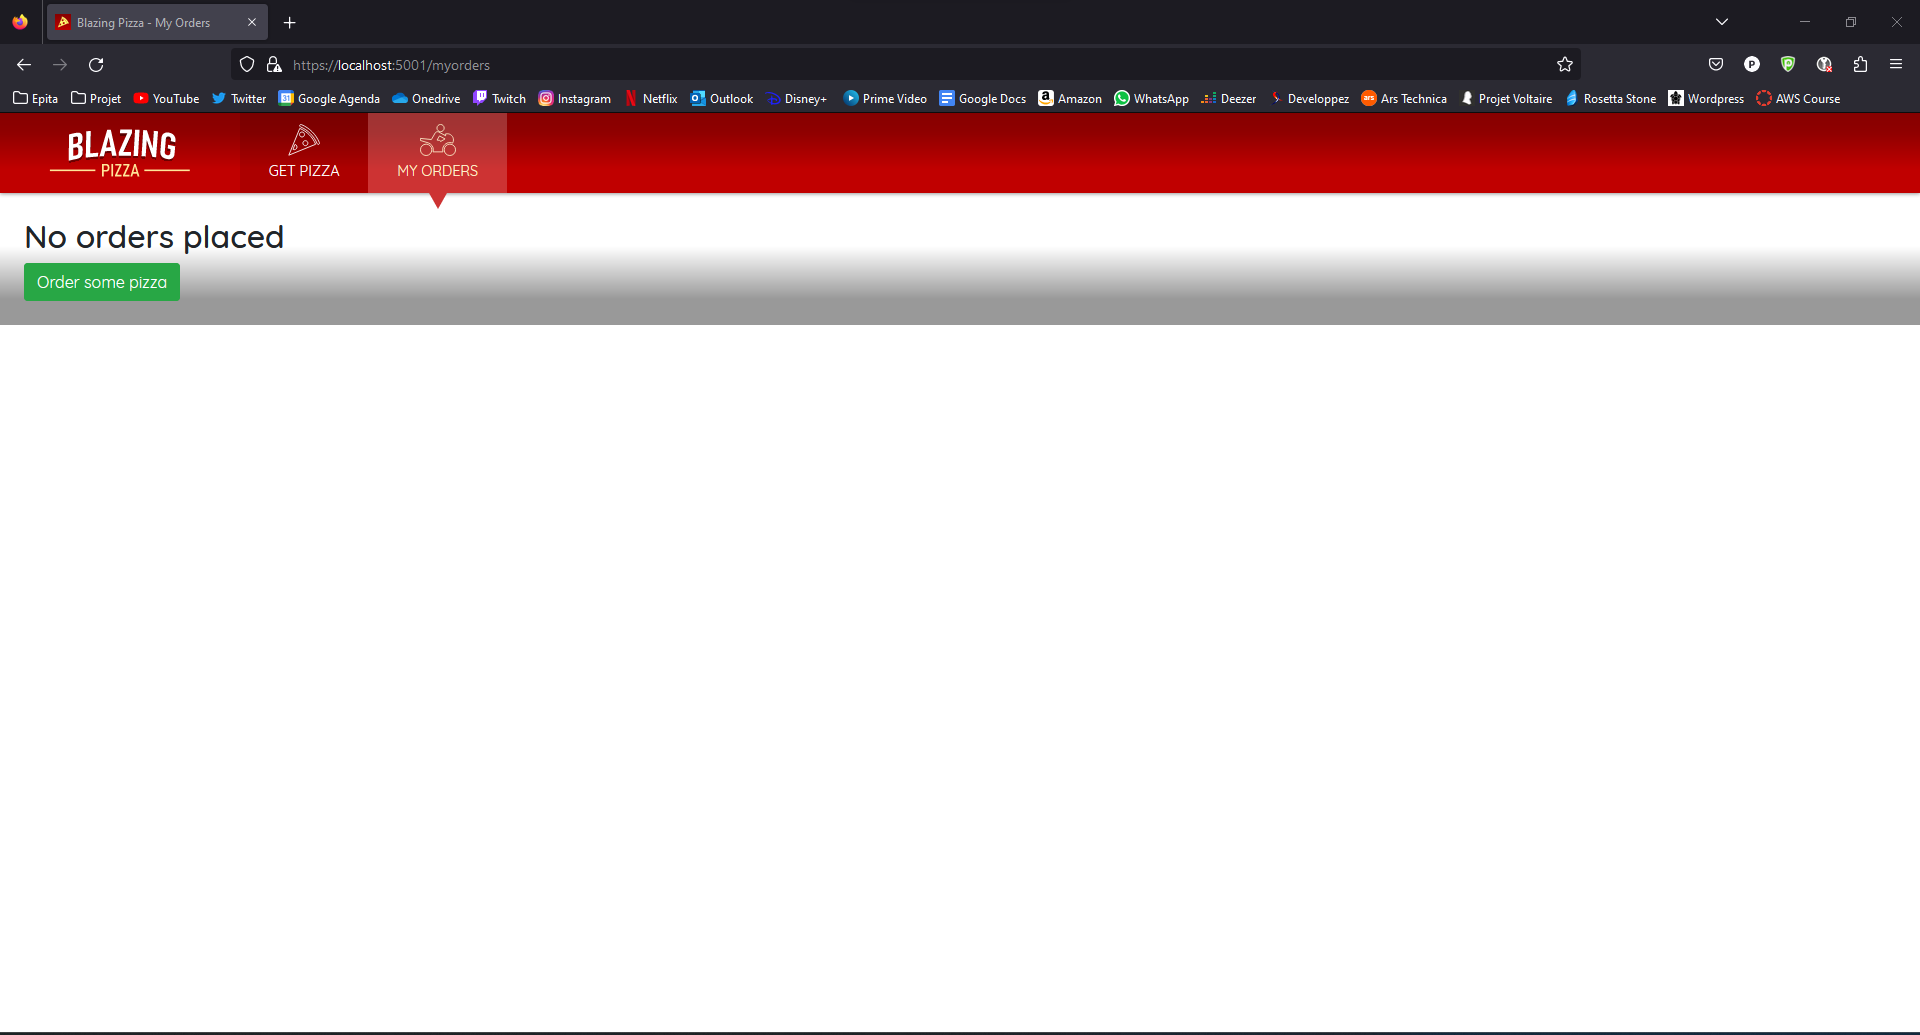 Blazing Pizza - My Orders
https://localhost:5001/myorders
Epita Projet YouTube Twitter Google Agenda Onedrive Twitch Instagram Netflix Outlook Disney+ Prime Video Google Docs Amazon WhatsApp Deezer Developpez Ars Technica Projet Voltaire Rosetta Stone Wordpress AWS Course
BLAZING
PIZZA
GET PIZZA
MY ORDERS
No orders placed
Order some pizza